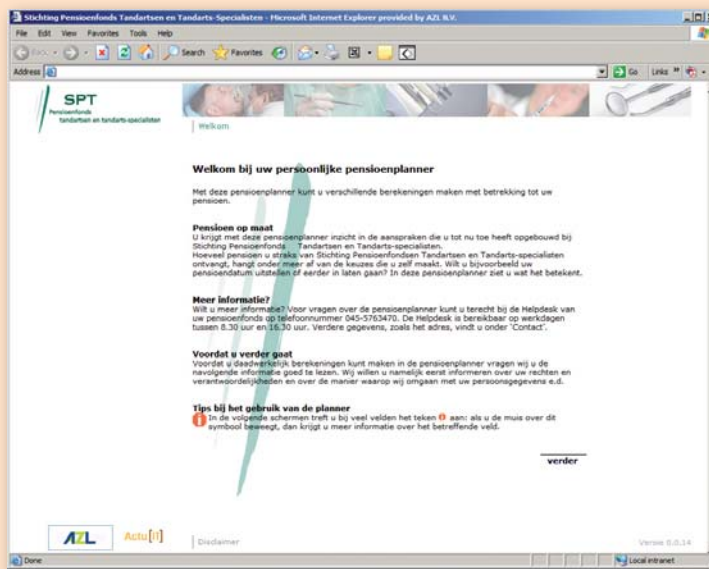 Stichting Pensioenfonds Tandartsen en Tandarts-Specialisten - Microsoft Internet Explorer provided by AZL N.V.
File Edit View Favorites Tools Help
Back Search Favorites
Address Go Links
SPT
Pensioenfonds
tandartsen en tandarts-specialisten
Welkom
Welkom bij uw persoonlijke pensioenplanner
Met deze pensioenplanner kunt u verschillende berekeningen maken met betrekking tot uw
pensioen.
Pensioen op maat
U krijgt met deze pensioenplanner inzicht in de aanspraken die u tot nu toe heeft opgebouwd bij
Stichting Pensioenfonds Tandartsen en Tandarts-specialisten.
Hoeveel pensioen u straks van Stichting Pensioenfondsen Tandartsen en Tandarts-specialisten
ontvangt, hangt onder meer af van de keuzes die u zelf maakt. Wilt u bijvoorbeeld uw
pensioendatum uitstellen of eerder in laten gaan? In deze pensioenplanner ziet u wat het betekent.
Meer informatie?
Wilt u meer informatie? Voor vragen over de pensioenplanner kunt u terecht bij de Helpdesk van
uw pensioenfonds op telefoonnummer 045-5763470. De Helpdesk is bereikbaar op werkdagen
tussen 8.30 uur en 16.30 uur. Verdere gegevens, zoals het adres, vindt u onder 'Contact'.
Voordat u verder gaat
Voordat u daadwerkelijk berekeningen kunt maken in de pensioenplanner vragen wij u de
navolgende informatie goed te lezen. Wij willen u namelijk eerst informeren over uw rechten en
verantwoordelijkheden en over de manier waarop wij omgaan met uw persoonsgegevens e.d.
Tips bij het gebruik van de planner
In de volgende schermen treft u bij veel velden het teken i aan: als u de muis over dit
symbool beweegt, dan krijgt u meer informatie over het betreffende veld.
verder
AZL Actu[IT] Disclaimer Versie 0.0.14
Done Local intranet